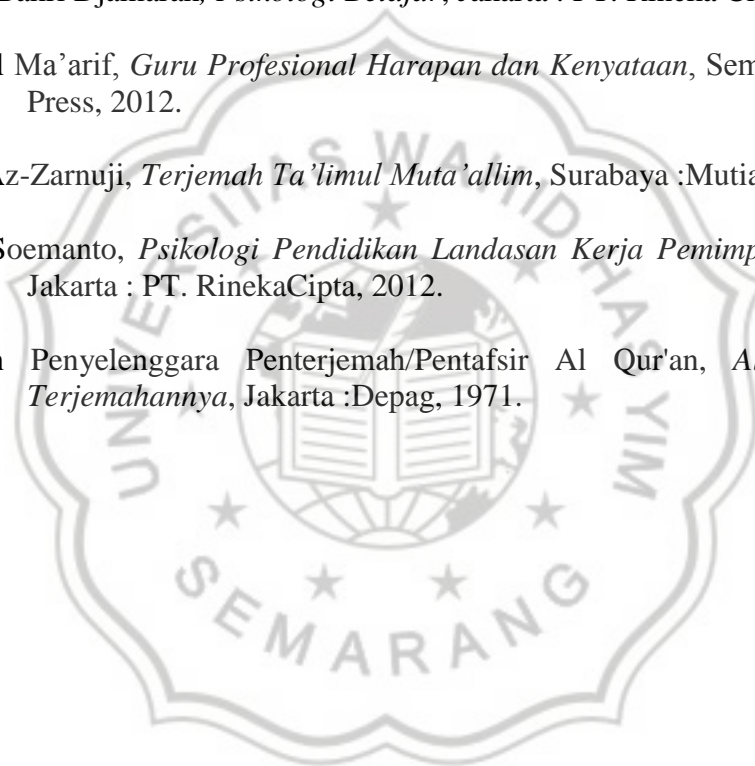 Bahri Djamarah, Psikologi Belajar, Jakarta : PT. Rineka
l Ma’arif, Guru Profesional Harapan dan Kenyataan, Sem
Press, 2012.
Az-Zarnuji, Terjemah Ta’limul Muta’allim, Surabaya :Mutia
Soemanto, Psikologi Pendidikan Landasan Kerja Pemimp
Jakarta : PT. RinekaCipta, 2012.
Penyelenggara Penterjemah/Pentafsir Al Qur'an,
Terjemahannya, Jakarta :Depag, 1971.
UNIVERSITAS WAHID HASYIM
SEMARANG